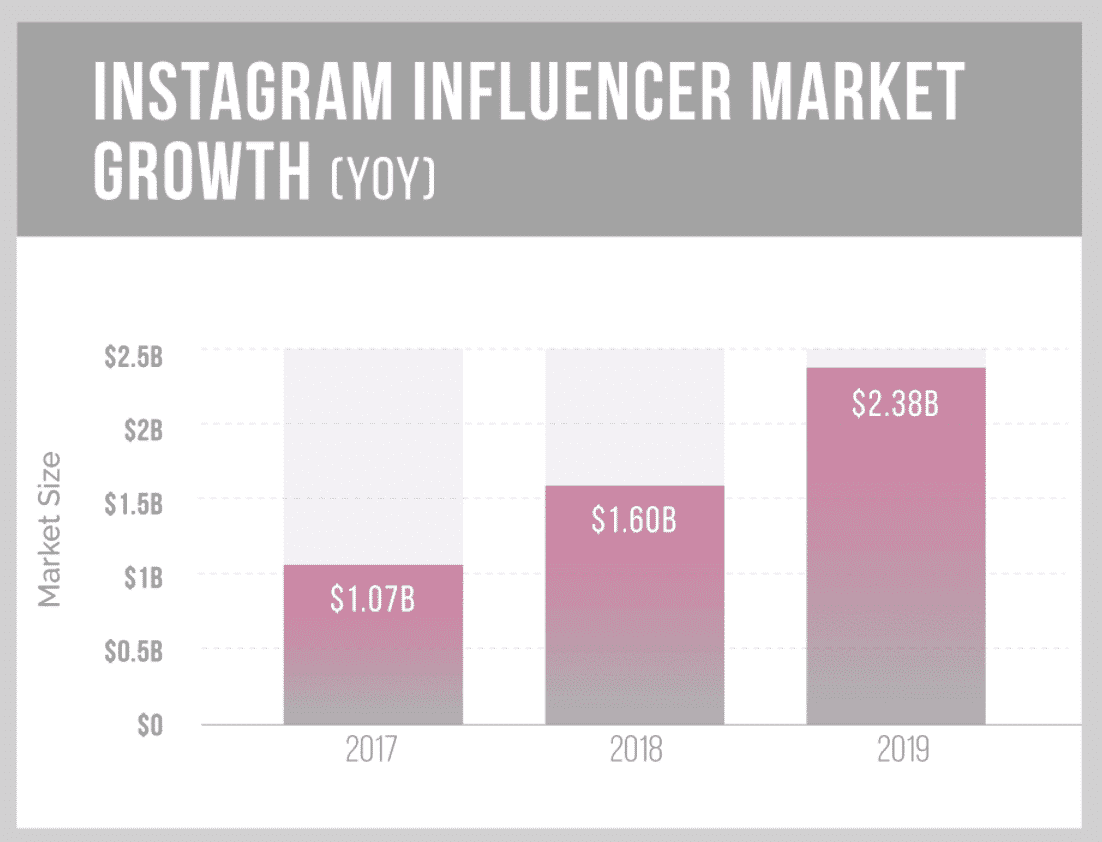 INSTAGRAM INFLUENCER MARKET
GROWTH (YOY)
Market Size
$2.5B
$2B
$1.5B
$1B
$0.5B
$0
$1.07B
$1.60B
$2.38B
2017
2018
2019